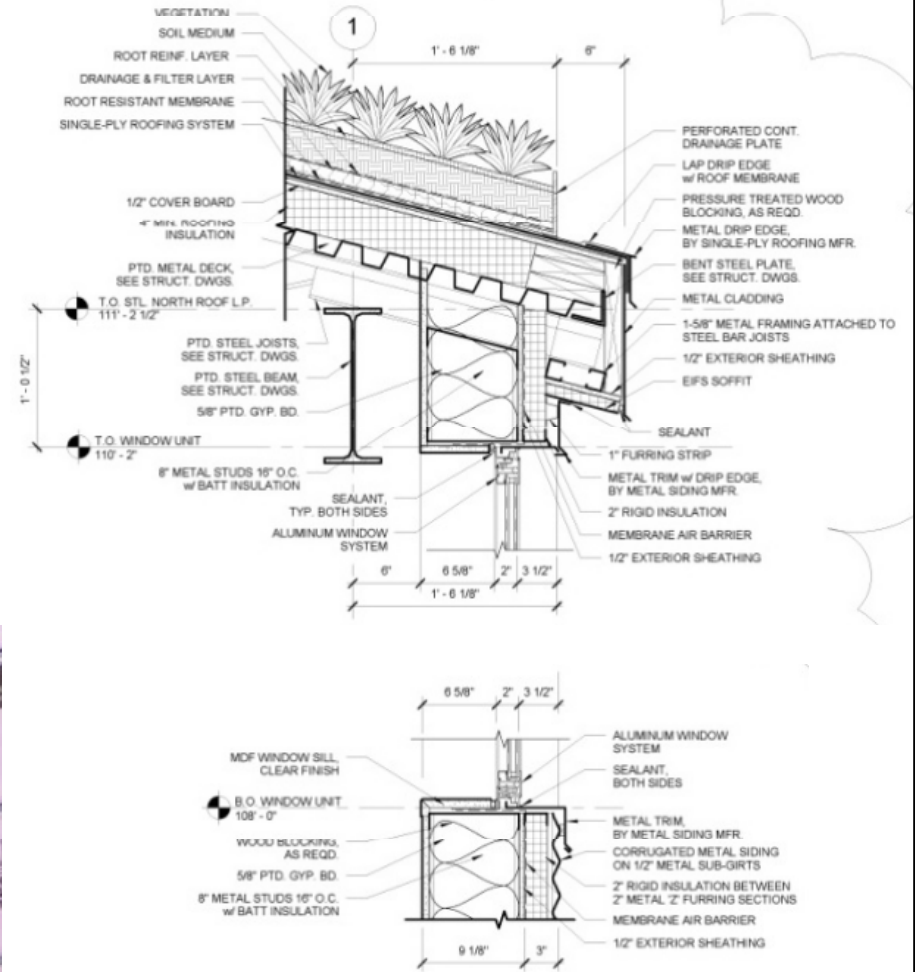 VEGETATION
SOIL MEDIUM
ROOT REINF. LAYER
DRAINAGE & FILTER LAYER
ROOT RESISTANT MEMBRANE
SINGLE-PLY ROOFING SYSTEM
1/2" COVER BOARD
4" MIN. ROOFING
INSULATION
PTD. METAL DECK,
SEE STRUCT. DWGS.
T.O. STL. NORTH ROOF L.P.
111' - 2 1/2"
1' - 0 1/2"
PTD. STEEL JOISTS,
SEE STRUCT. DWGS.
PTD. STEEL BEAM,
SEE STRUCT. DWGS.
5/8" PTD. GYP. BD.
T.O. WINDOW UNIT
110' - 2"
8" METAL STUDS 16" O.C.
w/ BATT INSULATION
SEALANT,
TYP. BOTH SIDES
ALUMINUM WINDOW
SYSTEM
1
1' - 6 1/8"
6"
PERFORATED CONT.
DRAINAGE PLATE
LAP DRIP EDGE
w/ ROOF MEMBRANE
PRESSURE TREATED WOOD
BLOCKING, AS REQD.
METAL DRIP EDGE,
BY SINGLE-PLY ROOFING MFR.
BENT STEEL PLATE,
SEE STRUCT. DWGS.
METAL CLADDING
1-5/8" METAL FRAMING ATTACHED TO
STEEL BAR JOISTS
1/2" EXTERIOR SHEATHING
EIFS SOFFIT
SEALANT
1" FURRING STRIP
METAL TRIM w/ DRIP EDGE,
BY METAL SIDING MFR.
2" RIGID INSULATION
MEMBRANE AIR BARRIER
1/2" EXTERIOR SHEATHING
6" 6 5/8" 2" 3 1/2"
1' - 6 1/8"
6 5/8" 2" 3 1/2"
MDF WINDOW SILL,
CLEAR FINISH
B.O. WINDOW UNIT
108' - 0"
WOOD BLOCKING,
AS REQD.
5/8" PTD. GYP. BD.
8" METAL STUDS 16" O.C.
w/ BATT INSULATION
ALUMINUM WINDOW
SYSTEM
SEALANT,
BOTH SIDES
METAL TRIM,
BY METAL SIDING MFR.
CORRUGATED METAL SIDING
ON 1/2" METAL SUB-GIRTS
2" RIGID INSULATION BETWEEN
2" METAL 'Z' FURRING SECTIONS
MEMBRANE AIR BARRIER
1/2" EXTERIOR SHEATHING
9 1/8" 3"